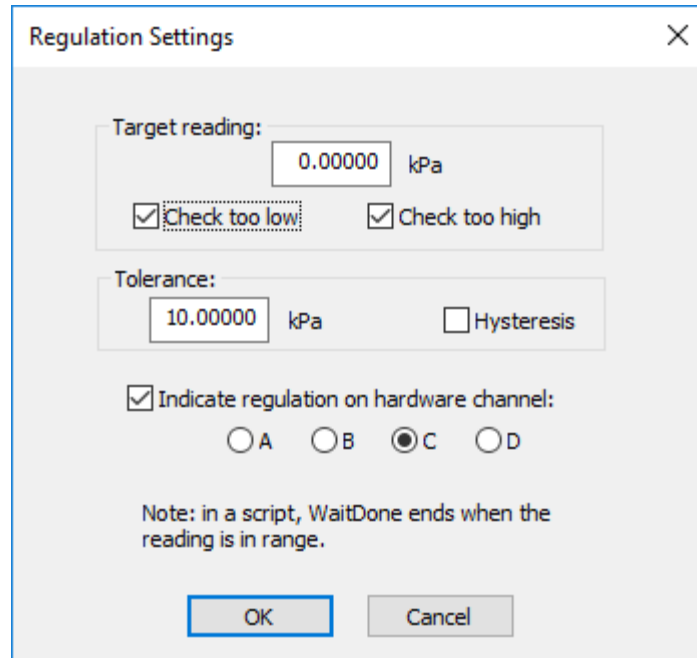 Regulation Settings
Target reading:
0.00000 kPa
Check too low Check too high
Tolerance:
10.00000 kPa Hysteresis
Indicate regulation on hardware channel:
A B C D
Note: in a script, WaitDone ends when the
reading is in range.
OK Cancel